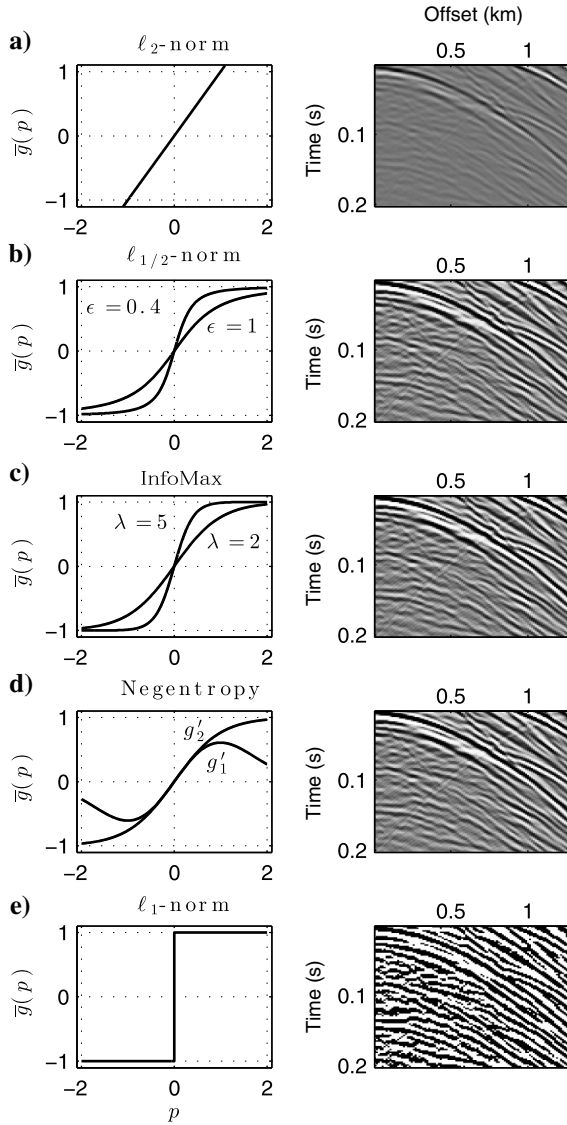 Offset (km)
a) ℓ₂-norm 0.5 1
1
0
−1
g̅(p)
−2 0 2
Time (s)
0.1
0.2
b) ℓ₁/₂-norm 0.5 1
1
0
−1
g̅(p)
ϵ = 0.4
ϵ = 1
−2 0 2
Time (s)
0.1
0.2
c) InfoMax 0.5 1
1
0
−1
g̅(p)
λ = 5
λ = 2
−2 0 2
Time (s)
0.1
0.2
d) Negentropy 0.5 1
1
0
−1
g̅(p)
g′₂
g′₁
−2 0 2
Time (s)
0.1
0.2
e) ℓ₁-norm 0.5 1
1
0
−1
g̅(p)
−2 0 2
p
Time (s)
0.1
0.2